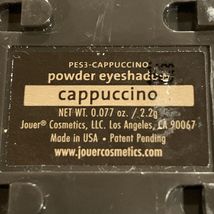 PES3-CAPPUCCINO
powder eyeshadow
cappuccino
NET WT. 0.077 oz. / 2.2g
Jouer® Cosmetics, LLC. Los Angeles, CA 90067
Made in USA. • Patent Pending
www.jouercosmetics.com